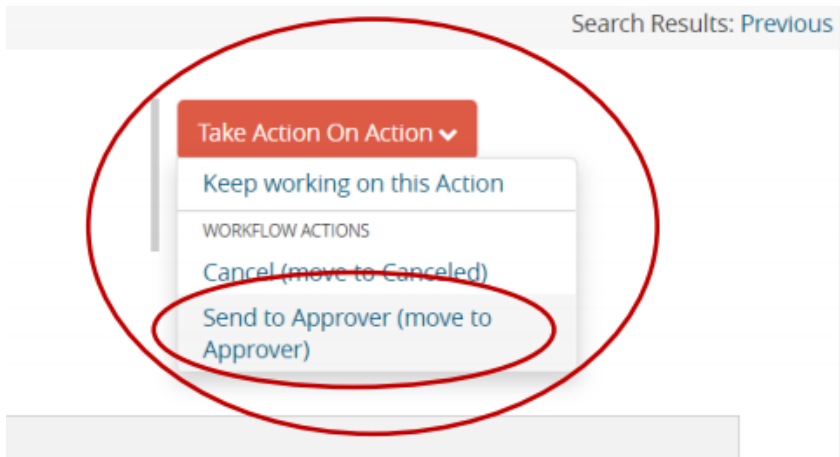 Search Results: Previous
Take Action On Action
Keep working on this Action
WORKFLOW ACTIONS
Cancel (move to Canceled)
Send to Approver (move to
Approver)